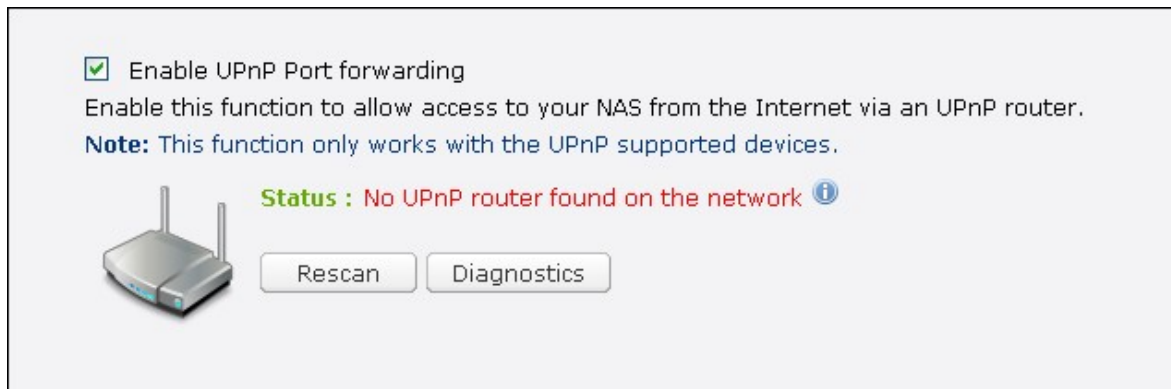 Enable UPnP Port forwarding
Enable this function to allow access to your NAS from the Internet via an UPnP router.
Note: This function only works with the UPnP supported devices.
Status : No UPnP router found on the network
Rescan
Diagnostics